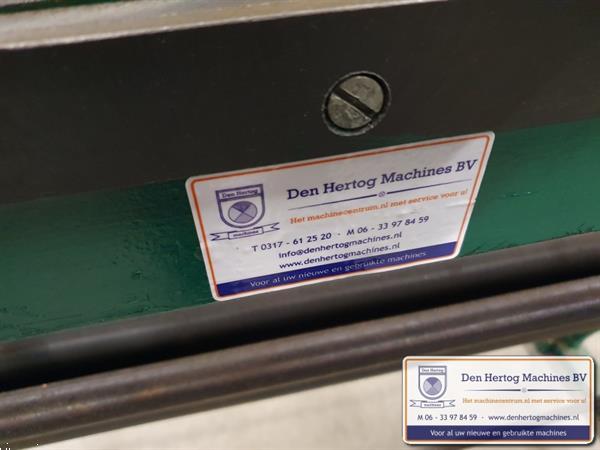 Den Hertog
machines
Den Hertog Machines BV
Het machinecentrum.nl met service voor u!
T 0317 - 61 25 20 · M 06 - 33 97 84 59
info@denhertogmachines.nl
www.denhertogmachines.nl
Voor al uw nieuwe en gebruikte machines
Den Hertog
machines
Den Hertog Machines BV
Het machinecentrum.nl met service voor u!
M 06 - 33 97 84 59 · www.denhertogmachines.nl
Voor al uw nieuwe en gebruikte machines